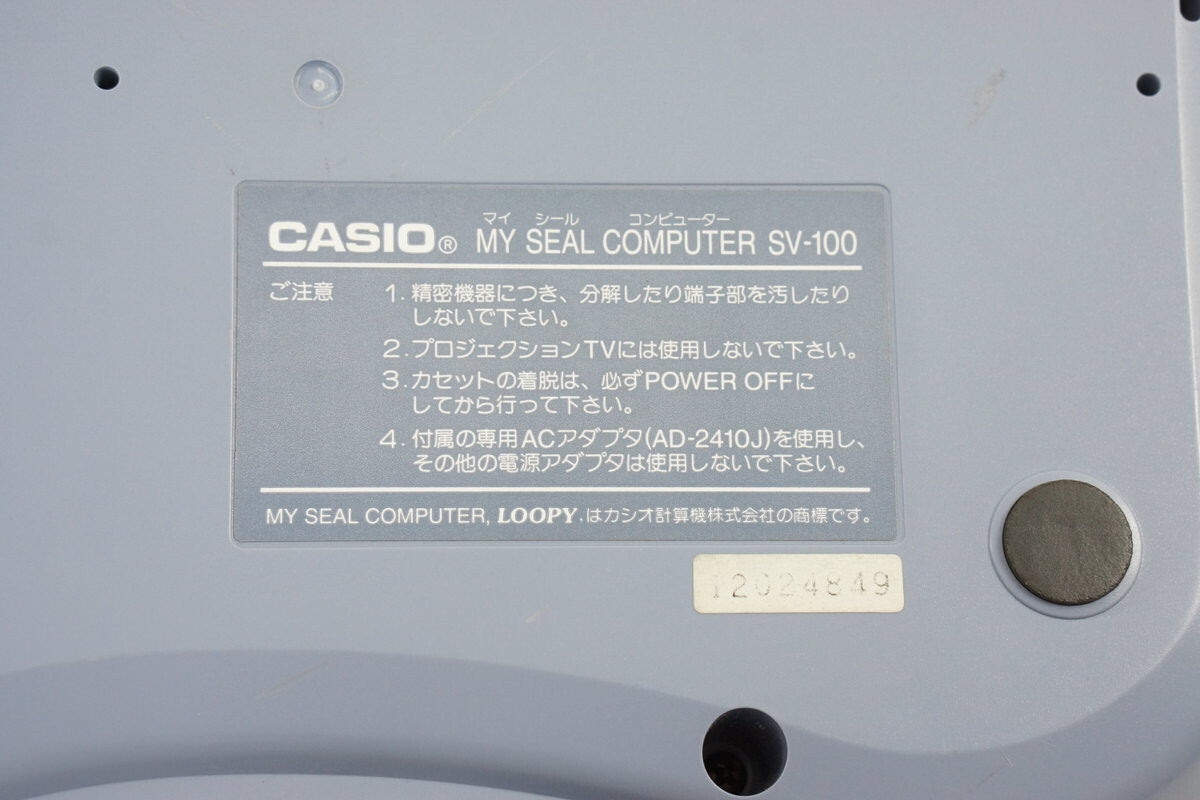 マイ シール コンピューター
CASIO® MY SEAL COMPUTER SV-100
ご注意 1. 精密機器につき、分解したり端子部を汚したり
しないで下さい。
2. プロジェクションTVには使用しないで下さい。
3. カセットの着脱は、必ずPOWER OFFに
してから行って下さい。
4. 付属の専用ACアダプタ(AD-2410J)を使用し、
その他の電源アダプタは使用しないで下さい。
MY SEAL COMPUTER, LOOPY, はカシオ計算機株式会社の商標です。
12024849